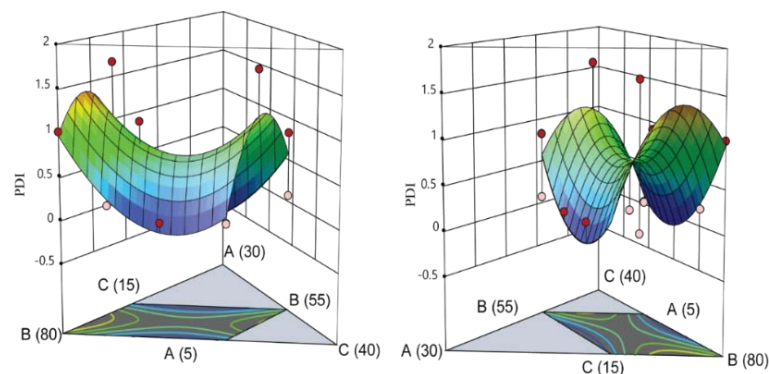 2
1.5
1
0.5
0
-0.5
PDI
A (30)
C (15)
B (55)
B (80)
A (5)
C (40)
2
1.5
1
0.5
0
-0.5
PDI
C (40)
B (55)
A (5)
A (30)
C (15)
B (80)